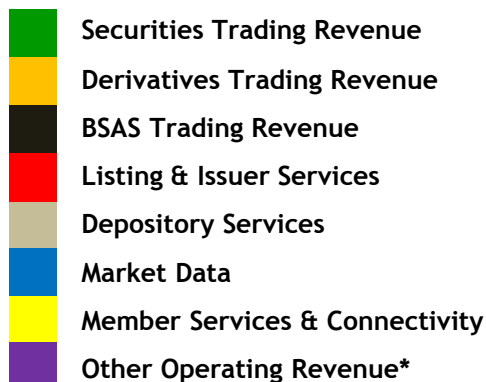 Securities Trading Revenue
Derivatives Trading Revenue
BSAS Trading Revenue
Listing & Issuer Services
Depository Services
Market Data
Member Services & Connectivity
Other Operating Revenue*